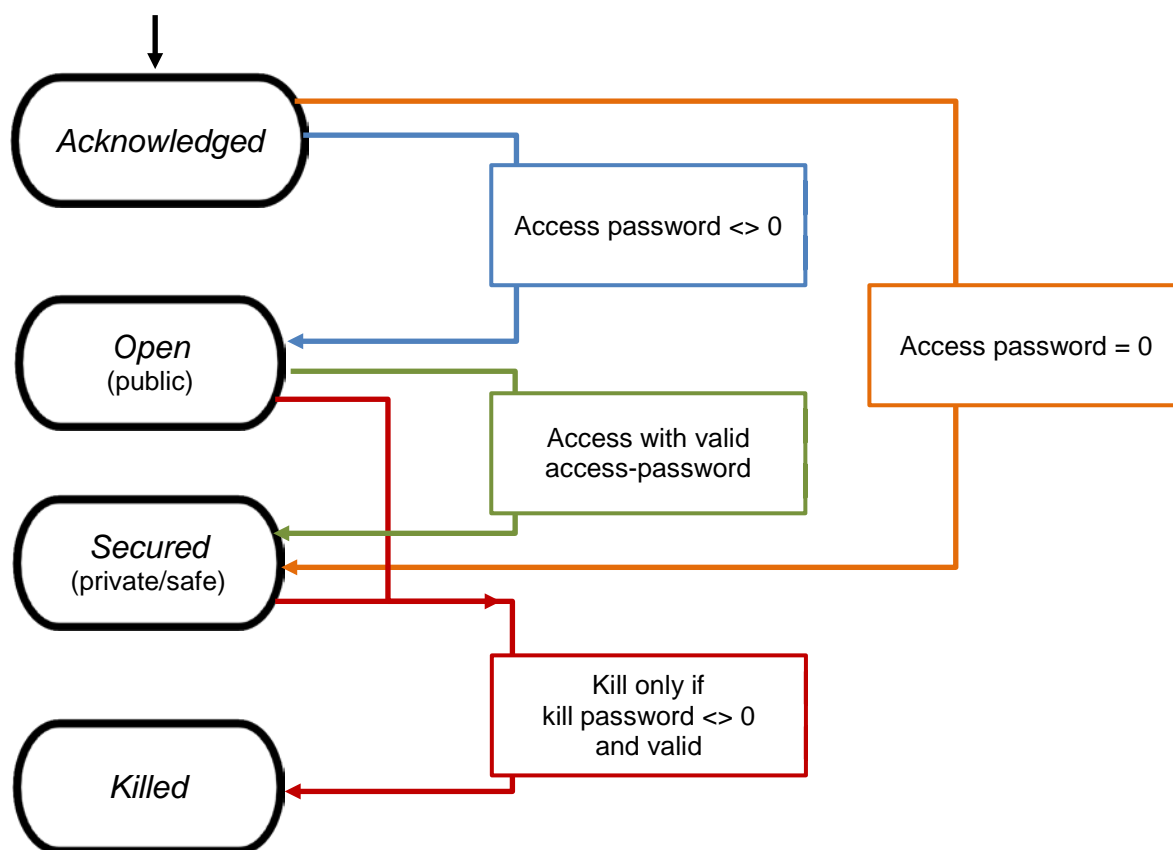 Acknowledged
Access password <> 0
Open
(public)
Access password = 0
Access with valid
access-password
Secured
(private/safe)
Kill only if
kill password <> 0
and valid
Killed